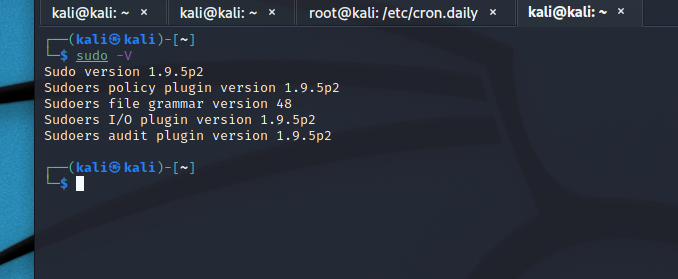 kali@kali: ~ × kali@kali: ~ × root@kali: /etc/cron.daily × kali@kali: ~ ×
┌──(kali㉿kali)-[~]
└─$ sudo -V
Sudo version 1.9.5p2
Sudoers policy plugin version 1.9.5p2
Sudoers file grammar version 48
Sudoers I/O plugin version 1.9.5p2
Sudoers audit plugin version 1.9.5p2
┌──(kali㉿kali)-[~]
└─$